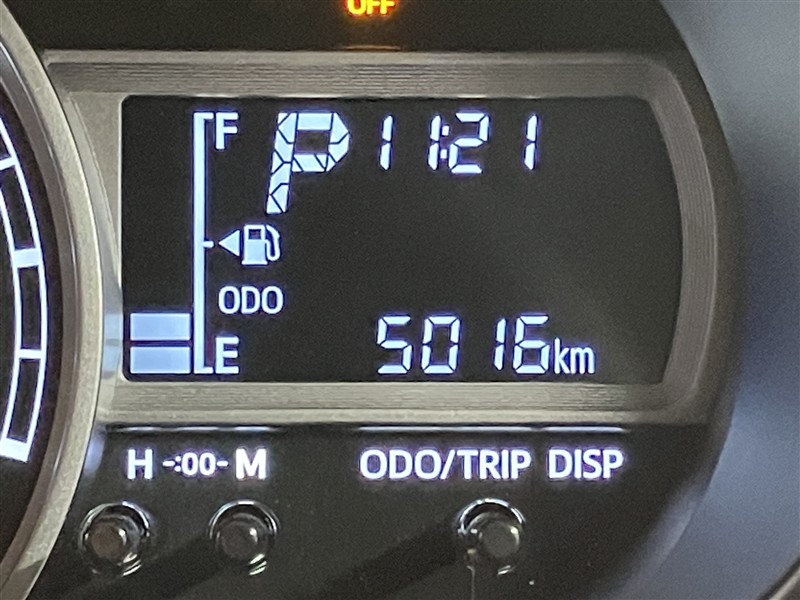 OFF
F P 11:21
ODO
E 5016km
H -:00- M ODO/TRIP DISP